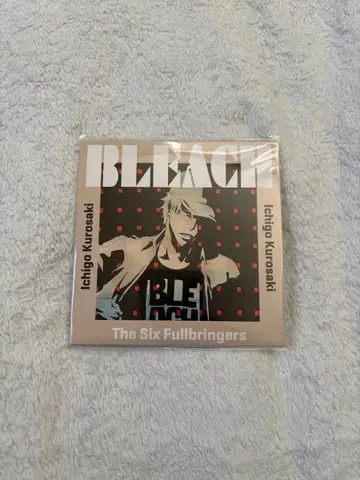 BLEACH
Ichigo Kurosaki
Ichigo Kurosaki
BLE
ACH
The Six Fullbringers